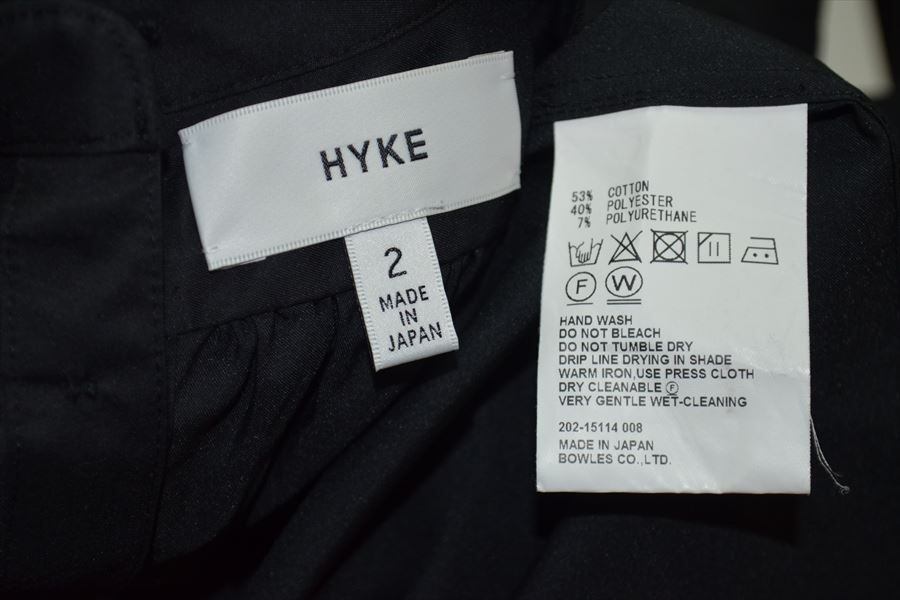 HYKE
2
MADE
IN
JAPAN
53% COTTON
40% POLYESTER
7% POLYURETHANE
F W
HAND WASH
DO NOT BLEACH
DO NOT TUMBLE DRY
DRIP LINE DRYING IN SHADE
WARM IRON,USE PRESS CLOTH
DRY CLEANABLE Ⓕ
VERY GENTLE WET-CLEANING
202-15114 008
MADE IN JAPAN
BOWLES CO.,LTD.